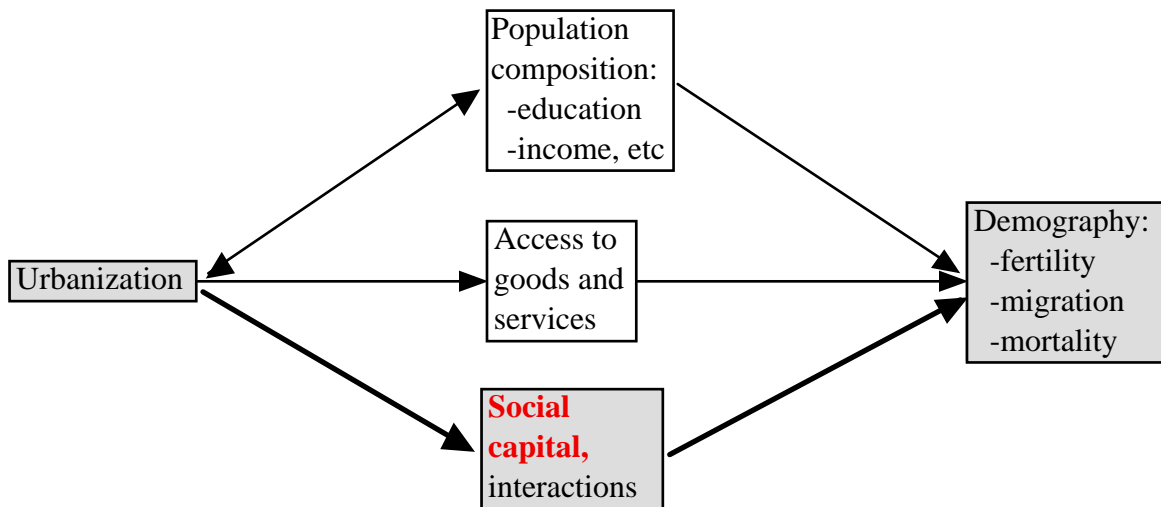 Population
composition:
-education
-income, etc
Urbanization
Access to
goods and
services
Demography:
-fertility
-migration
-mortality
Social
capital,
interactions